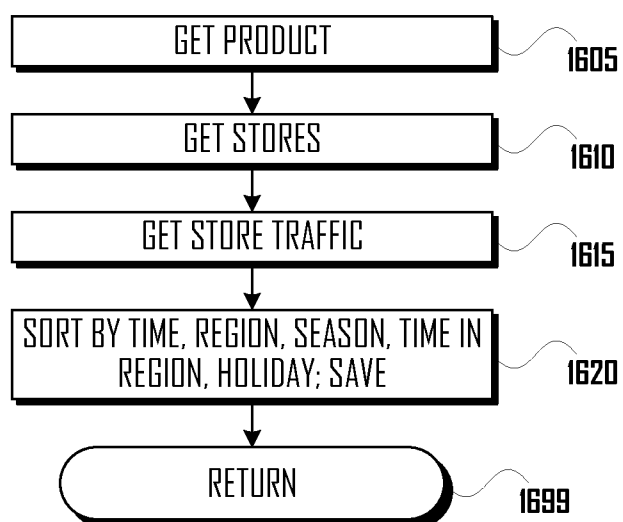 GET PRODUCT
1605
GET STORES
1610
GET STORE TRAFFIC
1615
SORT BY TIME, REGION, SEASON, TIME IN
REGION, HOLIDAY; SAVE
1620
RETURN
1699